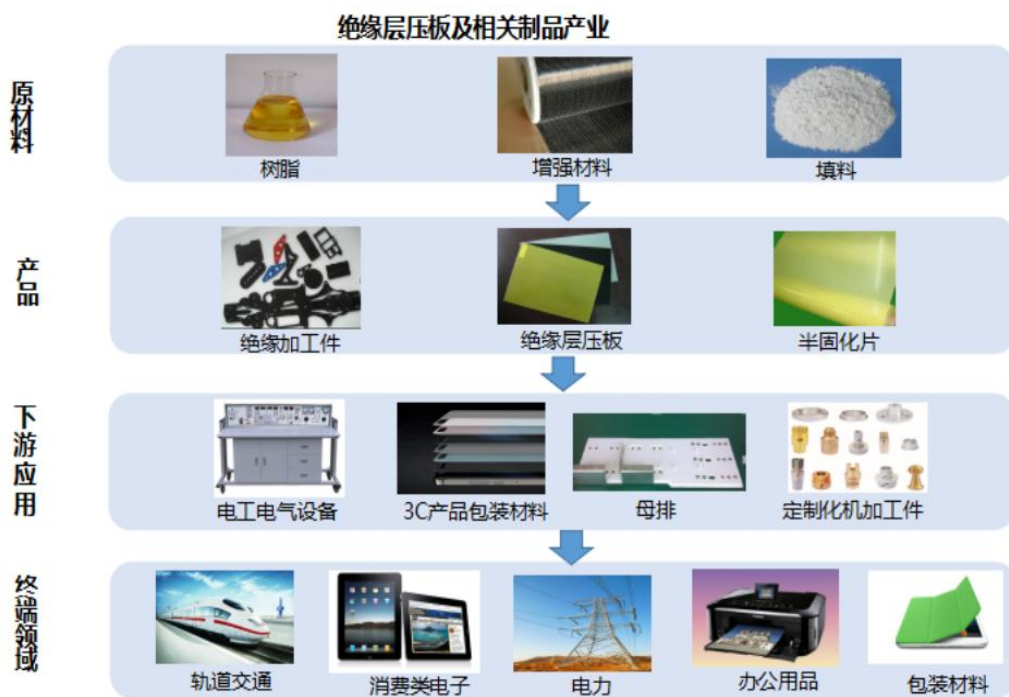 绝缘层压板及相关制品产业
原材料
树脂
增强材料
填料
产品
绝缘加工件
绝缘层压板
半固化片
下游应用
电工电气设备
3C产品包装材料
母排
定制化机加工件
终端领域
轨道交通
消费类电子
电力
办公用品
包装材料